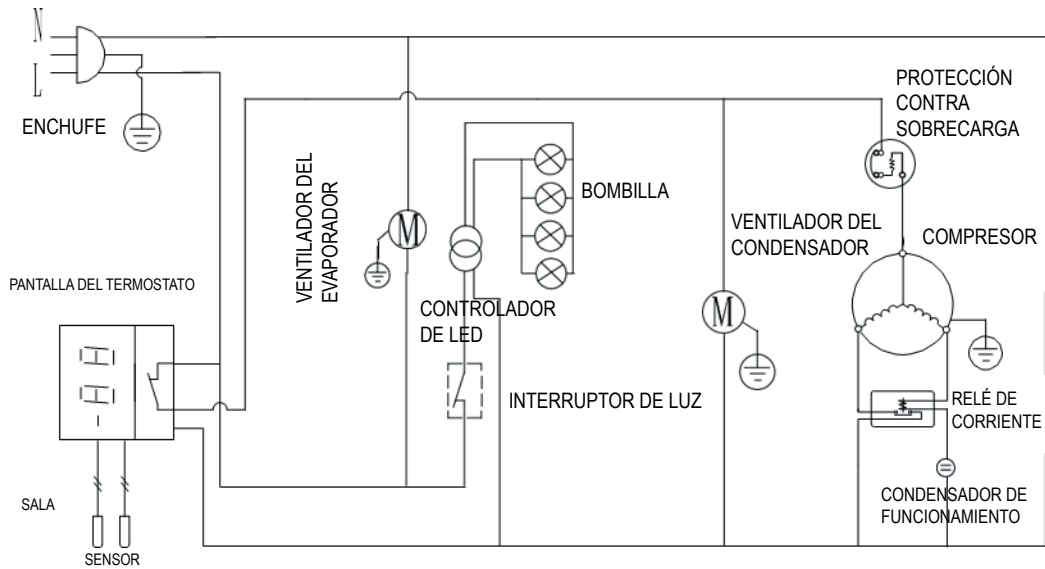 N
L
ENCHUFE
PROTECCIÓN
CONTRA
SOBRECARGA
VENTILADOR DEL
EVAPORADOR
BOMBILLA
M
VENTILADOR DEL
CONDENSADOR
COMPRESOR
PANTALLA DEL TERMOSTATO
CONTROLADOR
DE LED
M
INTERRUPTOR DE LUZ
RELÉ DE
CORRIENTE
SALA
SENSOR
CONDENSADOR DE
FUNCIONAMIENTO